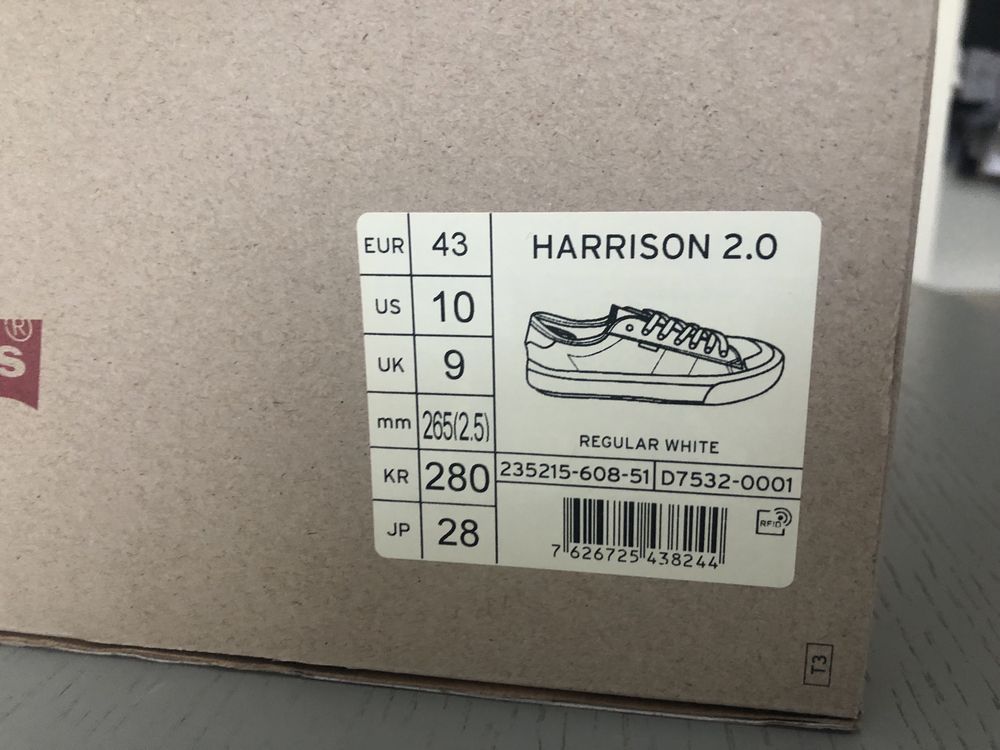 EUR 43
US 10
UK 9
mm 265(2.5)
KR 280
JP 28
HARRISON 2.0
REGULAR WHITE
235215-608-51 D7532-0001
RFID
7 626725 438244
S®
T3